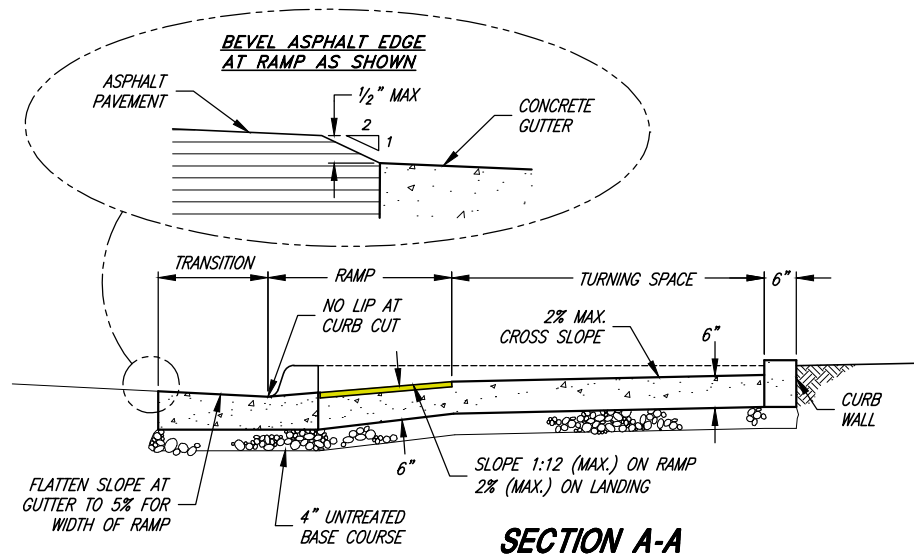 BEVEL ASPHALT EDGE
AT RAMP AS SHOWN
ASPHALT
PAVEMENT
½" MAX
2
1
CONCRETE
GUTTER
TRANSITION
RAMP
TURNING SPACE
6"
NO LIP AT
CURB CUT
2% MAX.
CROSS SLOPE
6"
CURB
WALL
6"
SLOPE 1:12 (MAX.) ON RAMP
2% (MAX.) ON LANDING
FLATTEN SLOPE AT
GUTTER TO 5% FOR
WIDTH OF RAMP
4" UNTREATED
BASE COURSE
SECTION A-A